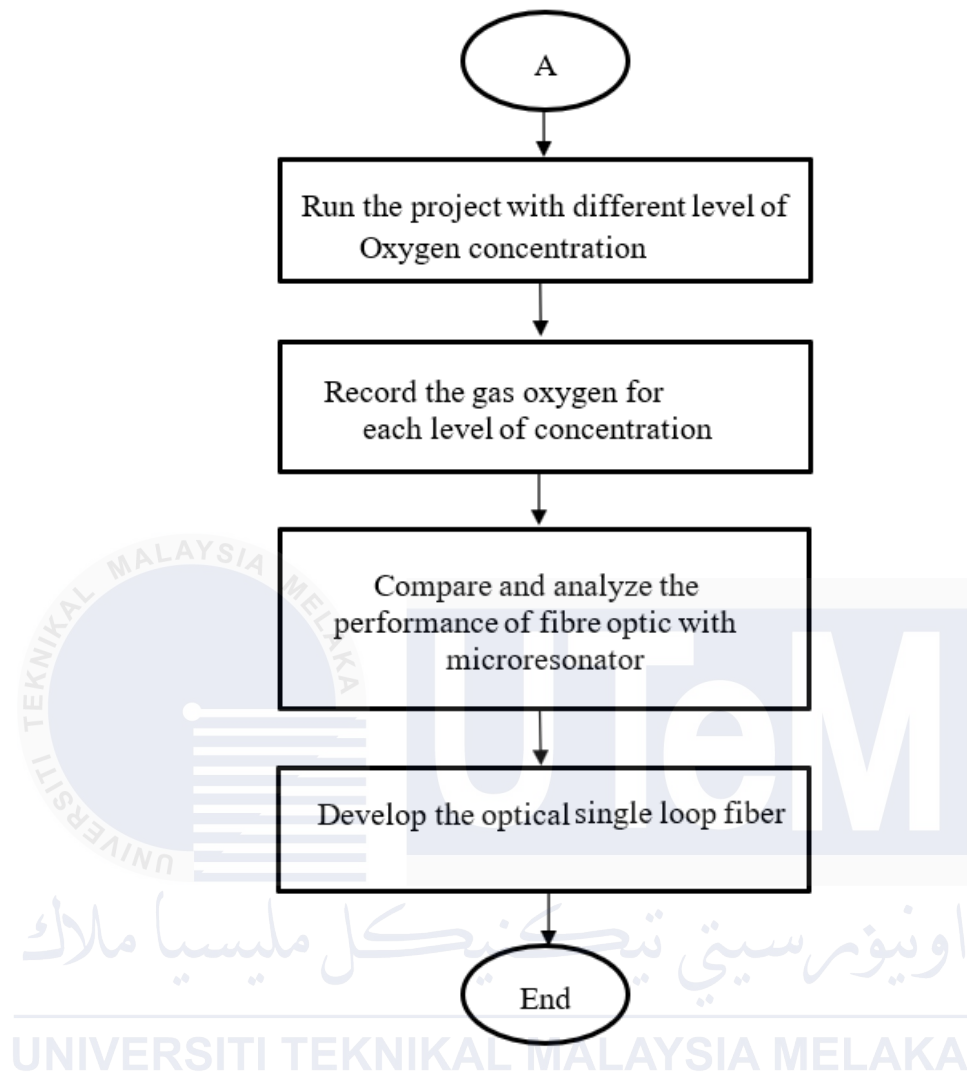 A
Run the project with different level of
Oxygen concentration
Record the gas oxygen for
each level of concentration
Compare and analyze the
performance of fibre optic with
microresonator
Develop the optical single loop fiber
End
UNIVERSITI TEKNIKAL MALAYSIA MELAKA
UTeM
اونيۏرسيتي تيكنيكل مليسيا ملاك
UNIVERSITI TEKNIKAL MALAYSIA MELAKA